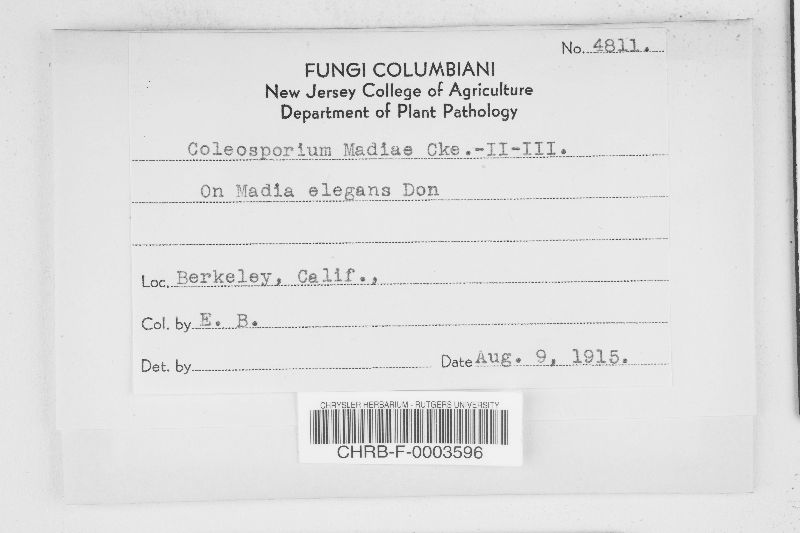 No. 4811.
FUNGI COLUMBIANI
New Jersey College of Agriculture
Department of Plant Pathology
Coleosporium Madiae Cke.-II-III.
On Madia elegans Don
Loc. Berkeley, Calif.,
Col. by E. B.
Det. by
Date Aug. 9, 1915.
CHRYSLER HERBARIUM - RUTGERS UNIVERSITY
CHRB-F-0003596